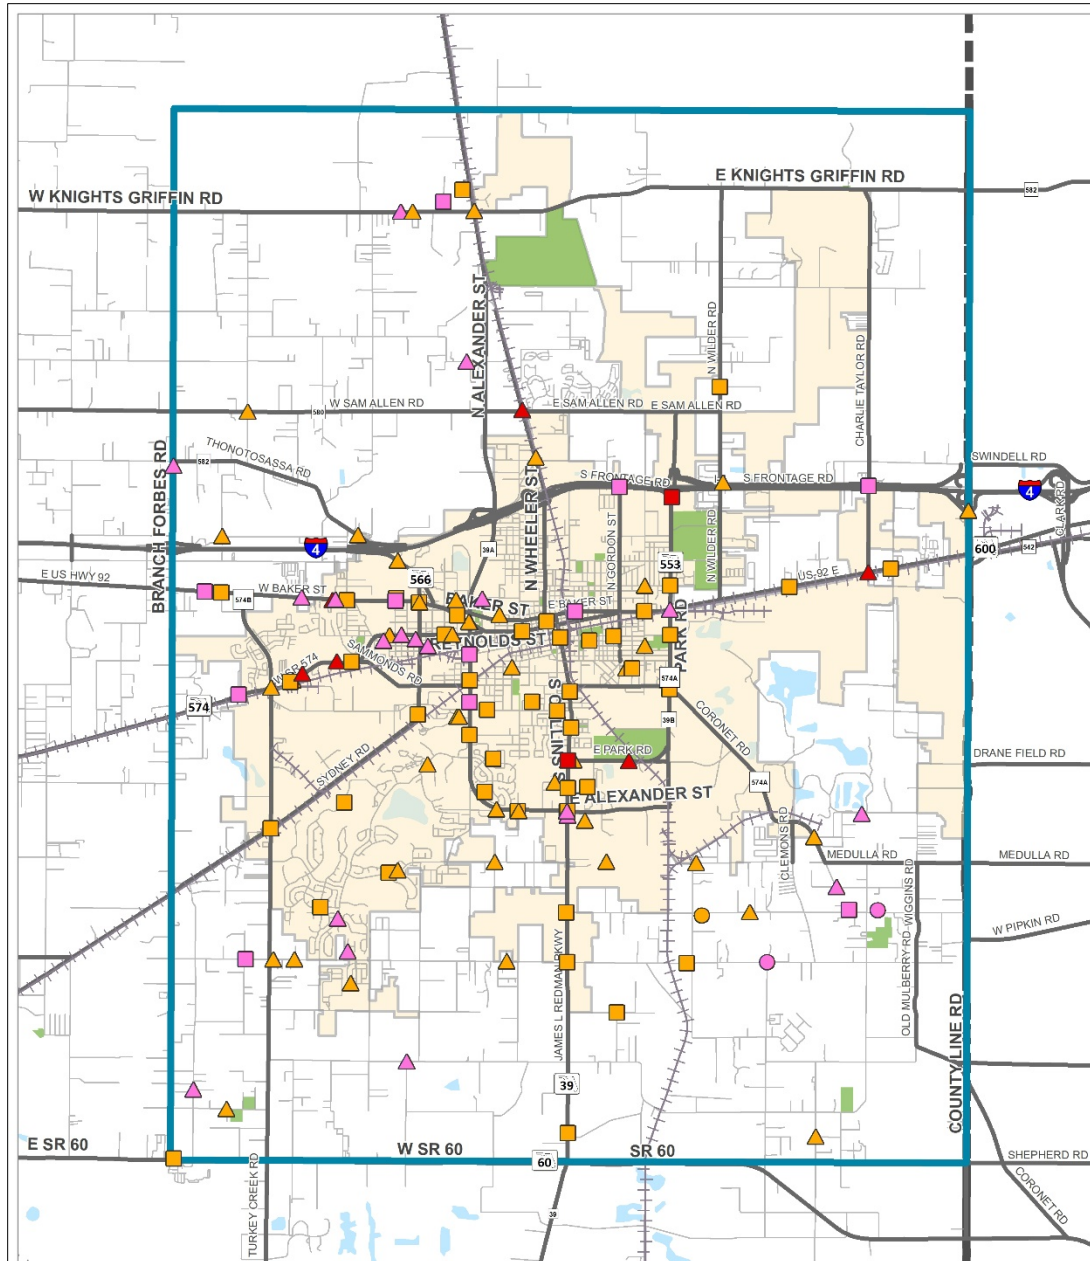 E KNIGHTS GRIFFIN RD
582
W KNIGHTS GRIFFIN RD
N ALEXANDER ST
N WILDER RD
CHARLIE TAYLOR RD
W SAM ALLEN RD
580
E SAM ALLEN RD
E SAM ALLEN RD
THONOTOSASSA RD
582
BRANCH FORBES RD
S FRONTAGE RD
S FRONTAGE RD
SWINDELL RD
4
CLARK RD
N WHEELER ST
N GORDON ST
N WILDER RD
4
39A
553
600
542
E US HWY 92
566
US-92 E
W BAKER ST
574B
BAKER ST
E BAKER ST
REYNOLDS ST
PARK RD
SAMMONDS RD
W SR 574
574A
574
S COLLINS ST
39B
CORONET RD
E PARK RD
DRANE FIELD RD
SYDNEY RD
574A
E ALEXANDER ST
CLEMONS RD
MEDULLA RD
MEDULLA RD
OLD MULBERRY RD
WIGGINS RD
W PIPKIN RD
JAMES L REDMAN PKWY
COUNTY LINE RD
39
E SR 60
W SR 60
SR 60
60
SHEPHERD RD
TURKEY CREEK RD
39
CORONET RD